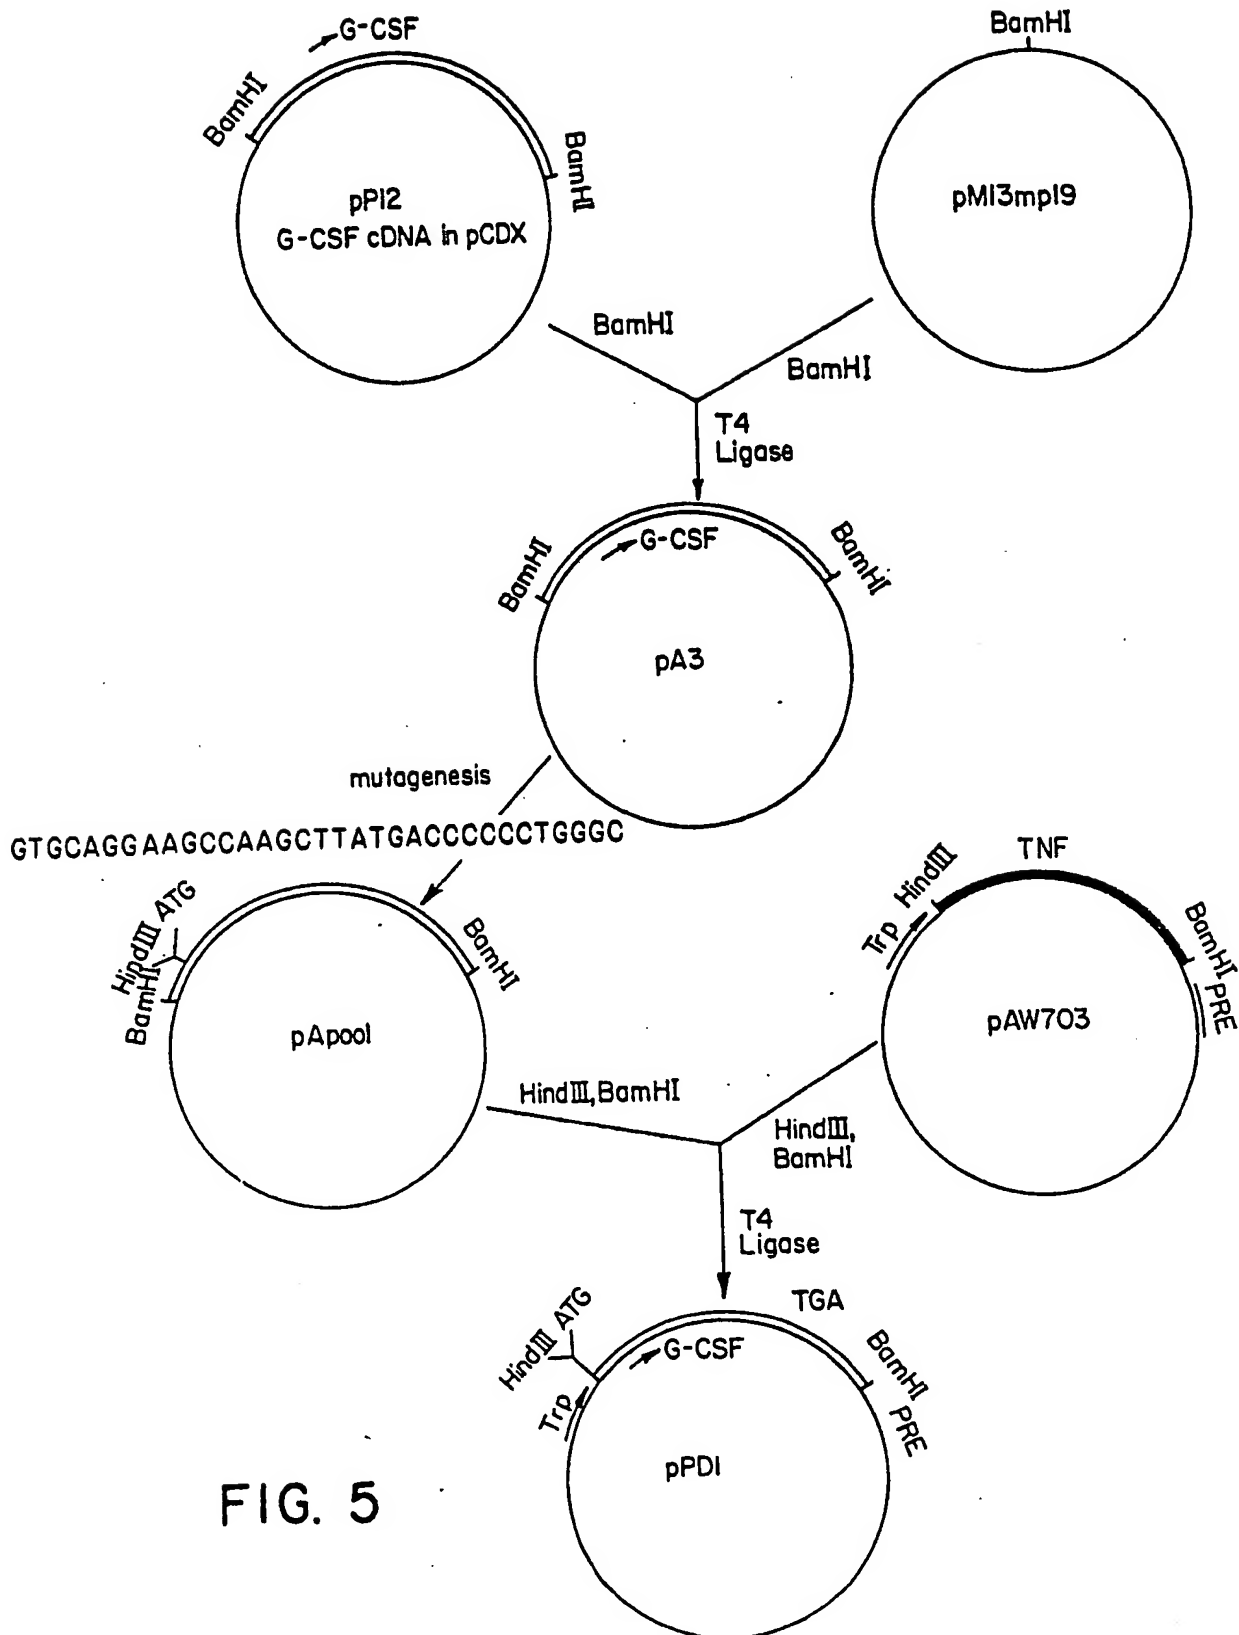 G-CSF
BamHI
BamHI
pP12
G-CSF cDNA in pCDX
BamHI
pM13mp19
BamHI
BamHI
T4
Ligase
BamHI
G-CSF
BamHI
pA3
mutagenesis
GTGCAGGAAGCCAAGCTTATGACCCCCCTGGGC
HindIII
ATG
BamHI
BamHI
pApool
TNF
Trp
HindIII
BamHI
PRE
pAW703
HindIII,BamHI
HindIII,
BamHI
T4
Ligase
HindIII
ATG
TGA
G-CSF
BamHI
Trp
PRE
pPD1
FIG. 5